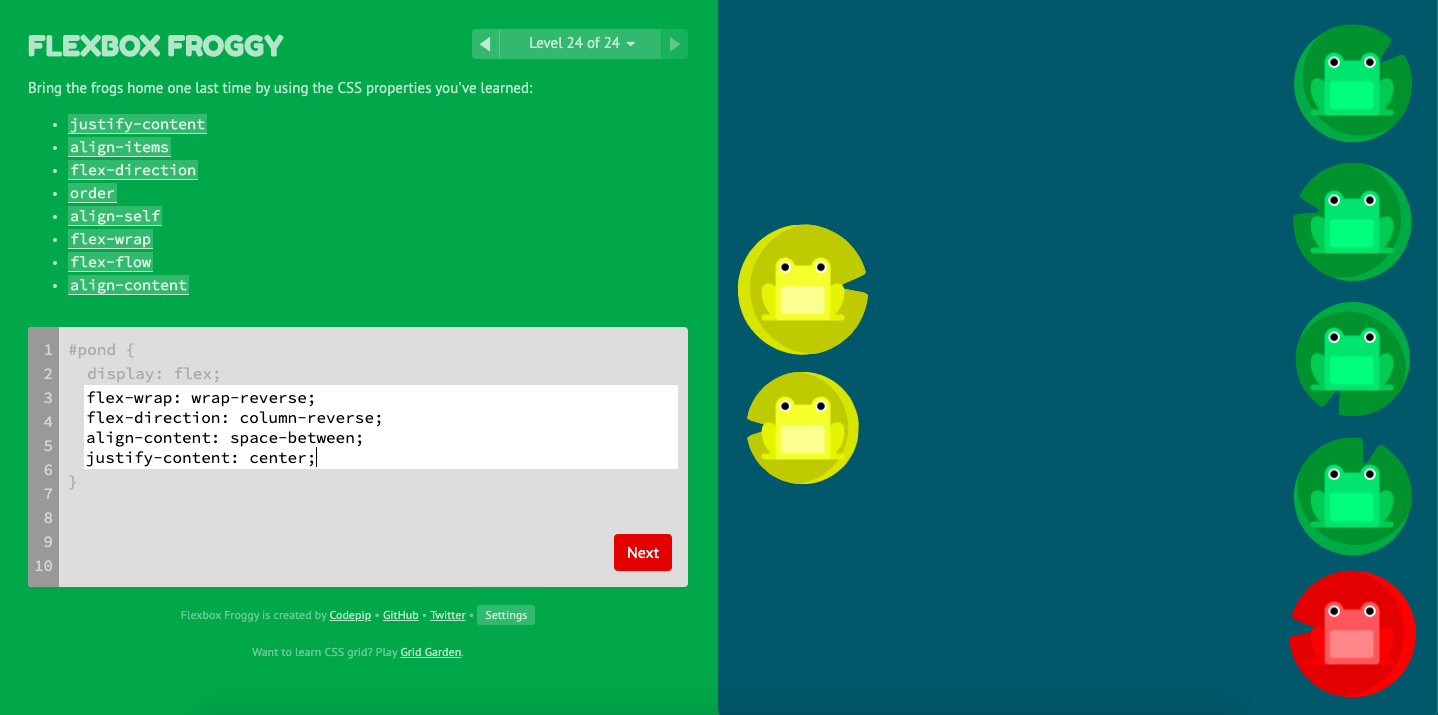 FLEXBOX FROGGY
Level 24 of 24
Bring the frogs home one last time by using the CSS properties you've learned:
• justify-content
• align-items
• flex-direction
• order
• align-self
• flex-wrap
• flex-flow
• align-content
1 #pond {
2 display: flex;
3 flex-wrap: wrap-reverse;
4 flex-direction: column-reverse;
5 align-content: space-between;
6 justify-content: center;
7 }
8
9
10
Next
Flexbox Froggy is created by Codepip • GitHub • Twitter • Settings
Want to learn CSS grid? Play Grid Garden.